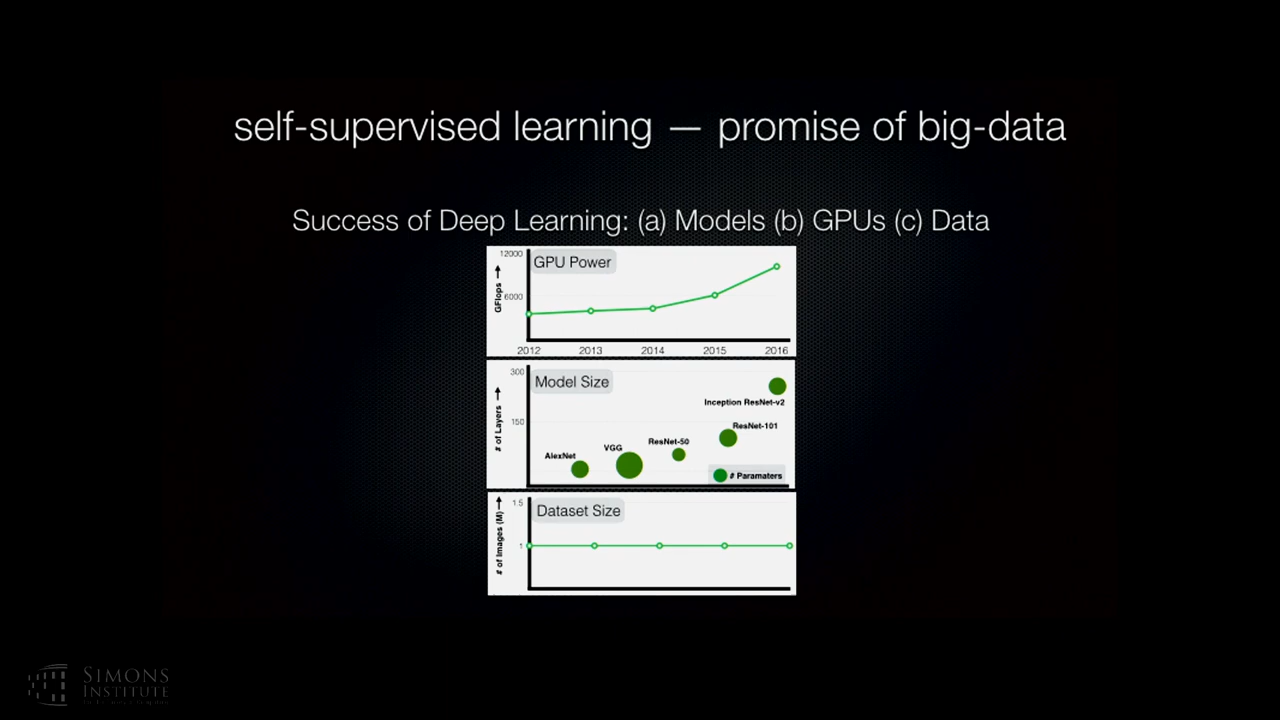 self-supervised learning — promise of big-data
Success of Deep Learning: (a) Models (b) GPUs (c) Data
12000
GPU Power
GFlops
6000
2012 2013 2014 2015 2016
300
Model Size
# of Layers
Inception ResNet-v2
150
ResNet-101
ResNet-50
VGG
AlexNet
# Paramaters
1.5
Dataset Size
# of Images (M)
1
SIMONS
INSTITUTE